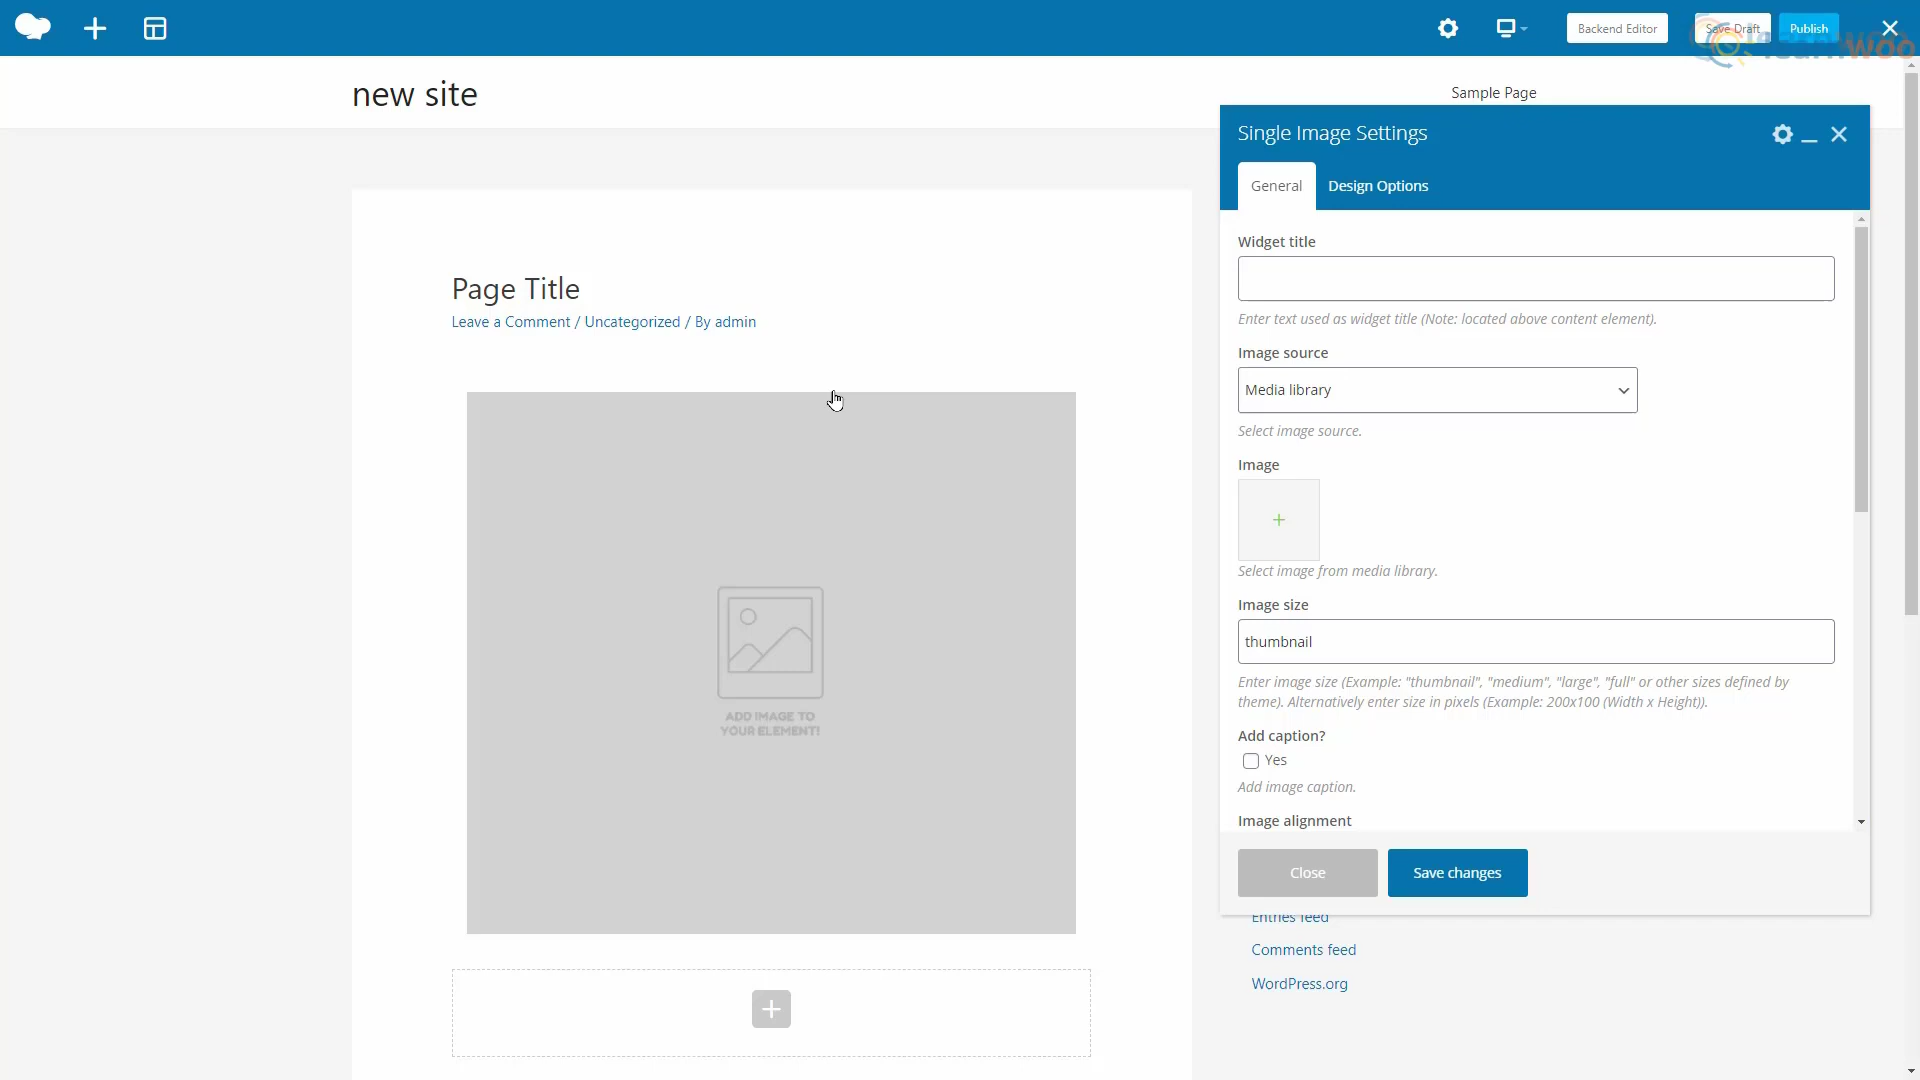 Backend Editor
Save Draft
Publish
learnWoo
new site
Sample Page
Single Image Settings
General
Design Options
Widget title
Enter text used as widget title (Note: located above content element).
Image source
Media library
Select image source.
Image
Select image from media library.
Image size
thumbnail
Enter image size (Example: "thumbnail", "medium", "large", "full" or other sizes defined by
theme). Alternatively enter size in pixels (Example: 200x100 (Width x Height)).
Add caption?
Yes
Add image caption.
Image alignment
Close
Save changes
Page Title
Leave a Comment / Uncategorized / By admin
ADD IMAGE TO
YOUR ELEMENT!
Entries feed
Comments feed
WordPress.org